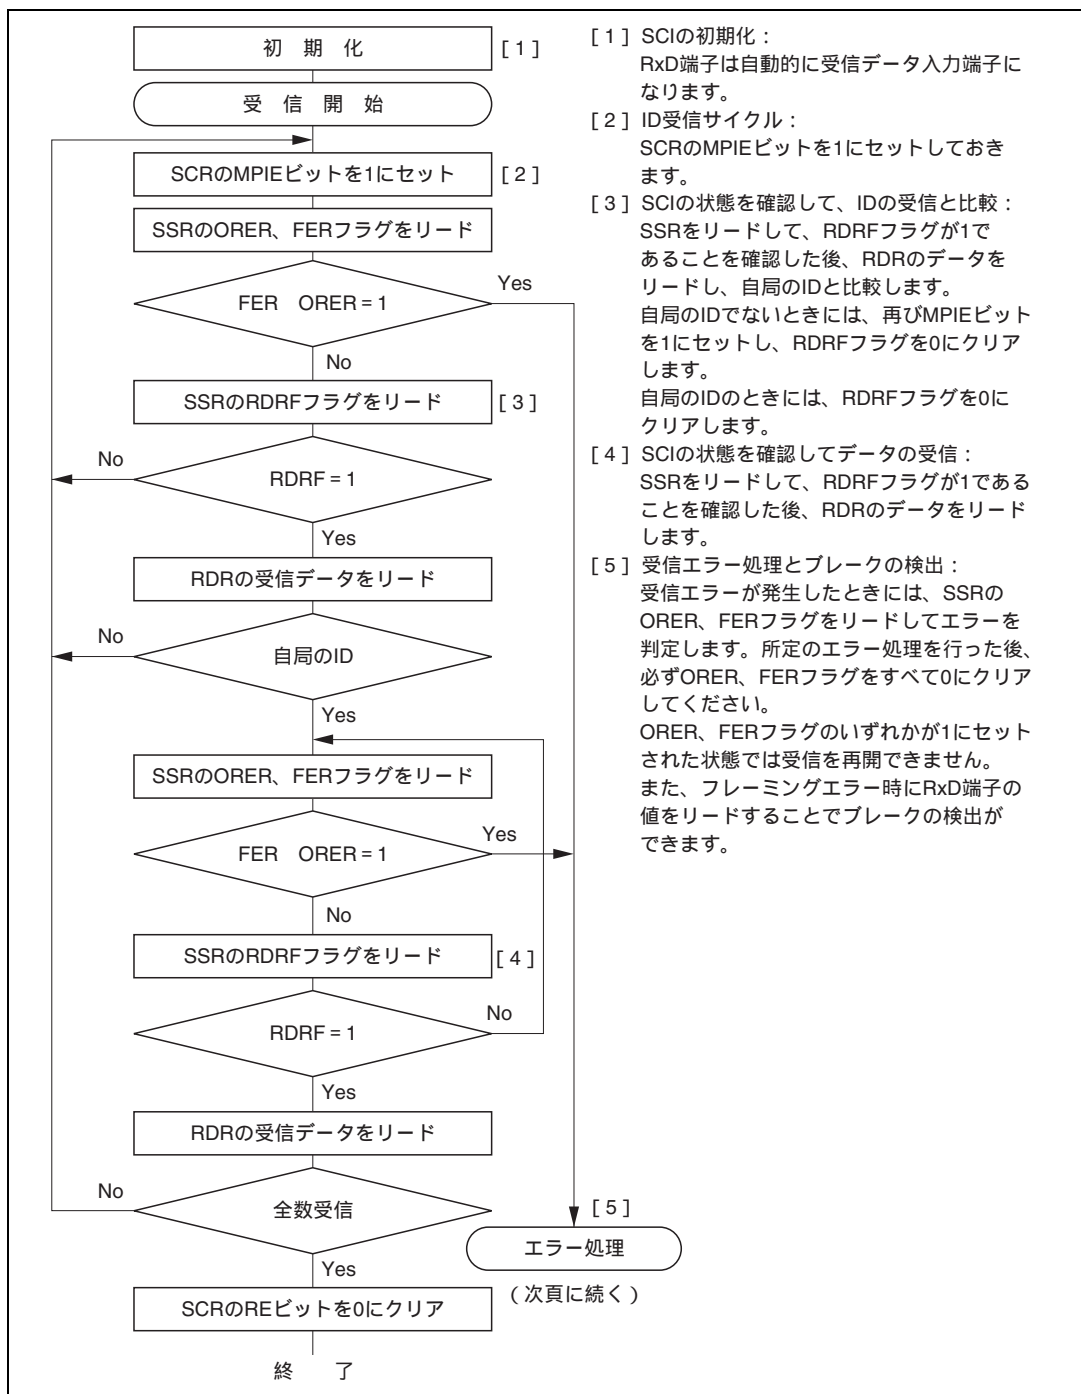 初　期　化
[ 1 ]
受　信　開　始
SCRのMPIEビットを1にセット
[ 2 ]
SSRのORER、FERフラグをリード
FER　ORER = 1
Yes
No
SSRのRDRFフラグをリード
[ 3 ]
No
RDRF = 1
Yes
RDRの受信データをリード
No
自局のID
Yes
SSRのORER、FERフラグをリード
Yes
FER　ORER = 1
No
SSRのRDRFフラグをリード
[ 4 ]
No
RDRF = 1
Yes
RDRの受信データをリード
No
全数受信
[ 5 ]
エラー処理
Yes
（次頁に続く）
SCRのREビットを0にクリア
終　　了
[ 1 ] SCIの初期化：
RxD端子は自動的に受信データ入力端子に
なります。
[ 2 ] ID受信サイクル：
SCRのMPIEビットを1にセットしておき
ます。
[ 3 ] SCIの状態を確認して、IDの受信と比較：
SSRをリードして、RDRFフラグが1で
あることを確認した後、RDRのデータを
リードし、自局のIDと比較します。
自局のIDでないときには、再びMPIEビット
を1にセットし、RDRFフラグを0にクリア
します。
自局のIDのときには、RDRFフラグを0に
クリアします。
[ 4 ] SCIの状態を確認してデータの受信：
SSRをリードして、RDRFフラグが1である
ことを確認した後、RDRのデータをリード
します。
[ 5 ] 受信エラー処理とブレークの検出：
受信エラーが発生したときには、SSRの
ORER、FERフラグをリードしてエラーを
判定します。所定のエラー処理を行った後、
必ずORER、FERフラグをすべて0にクリア
してください。
ORER、FERフラグのいずれかが1にセット
された状態では受信を再開できません。
また、フレーミングエラー時にRxD端子の
値をリードすることでブレークの検出が
できます。